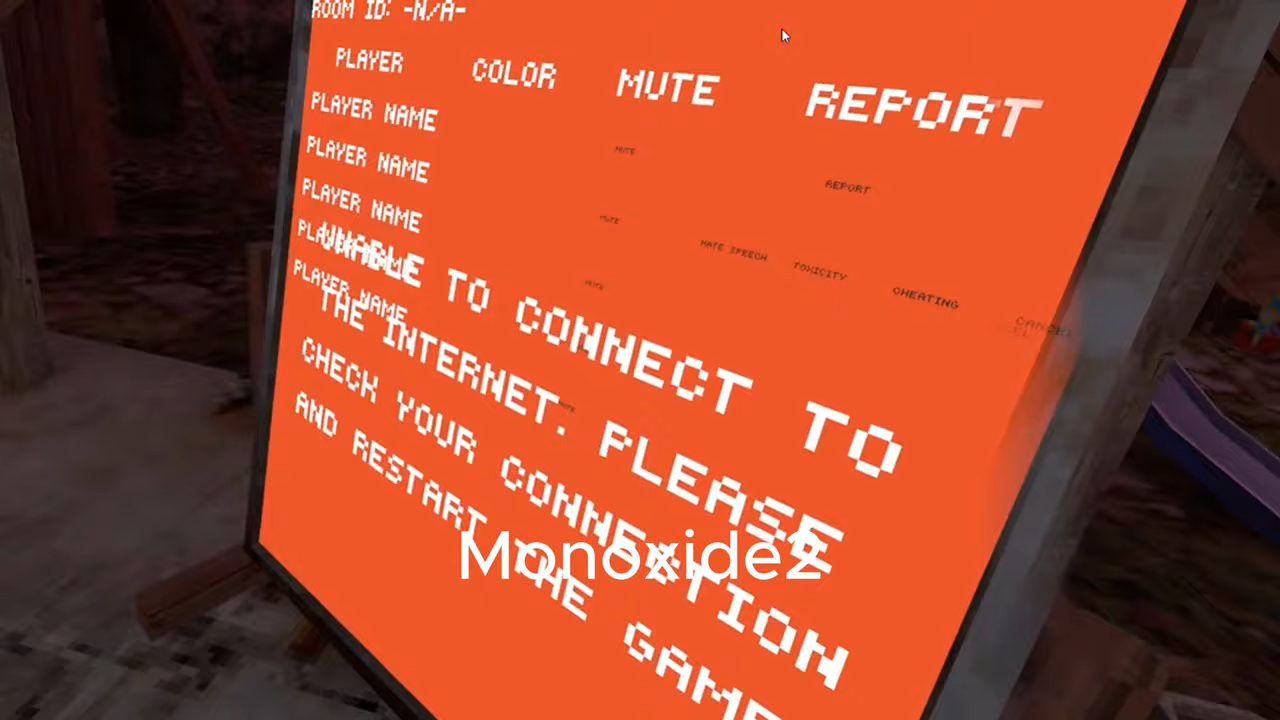 ROOM ID: -N/A-
PLAYER COLOR MUTE REPORT
PLAYER NAME
MUTE
REPORT
PLAYER NAME
MUTE
HATE SPEECH TOXICITY CHEATING CANCEL
PLAYER NAME
MUTE
PLAYER NAME
PLAYER NAME
MUTE
UNABLE TO CONNECT TO
THE INTERNET. PLEASE
CHECK YOUR CONNECTION
AND RESTART THE GAME
Monoxide2